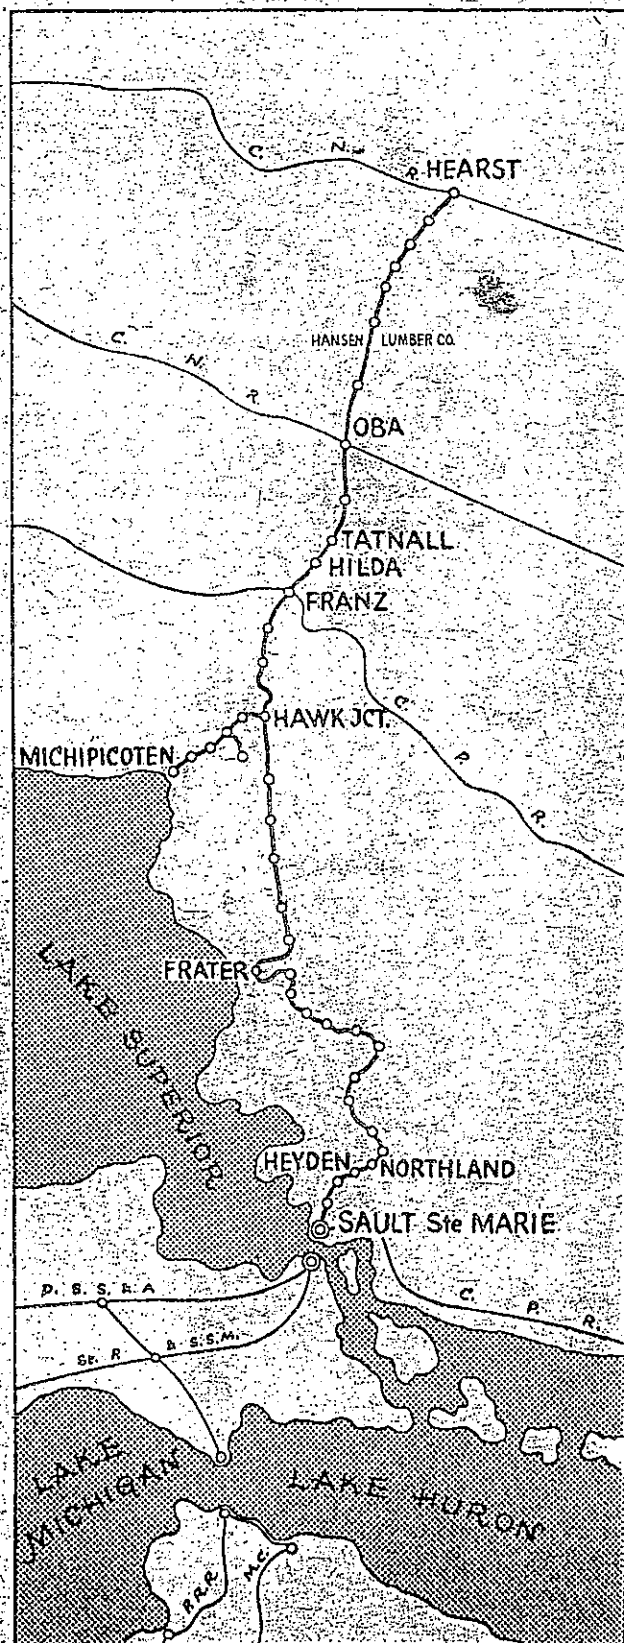 C. N. R.
HEARST
HANSEN LUMBER CO.
C. N. R.
OBA
TATNALL
HILDA
FRANZ
C. P. R.
HAWK JCT.
MICHIPICOTEN
FRATER
LAKE SUPERIOR
HEYDEN
NORTHLAND
SAULT Ste MARIE
D. S. S. & A
C. P. R.
St. P. & S.S.M.
LAKE
MICHIGAN
LAKE HURON
P.R.R
M.C.